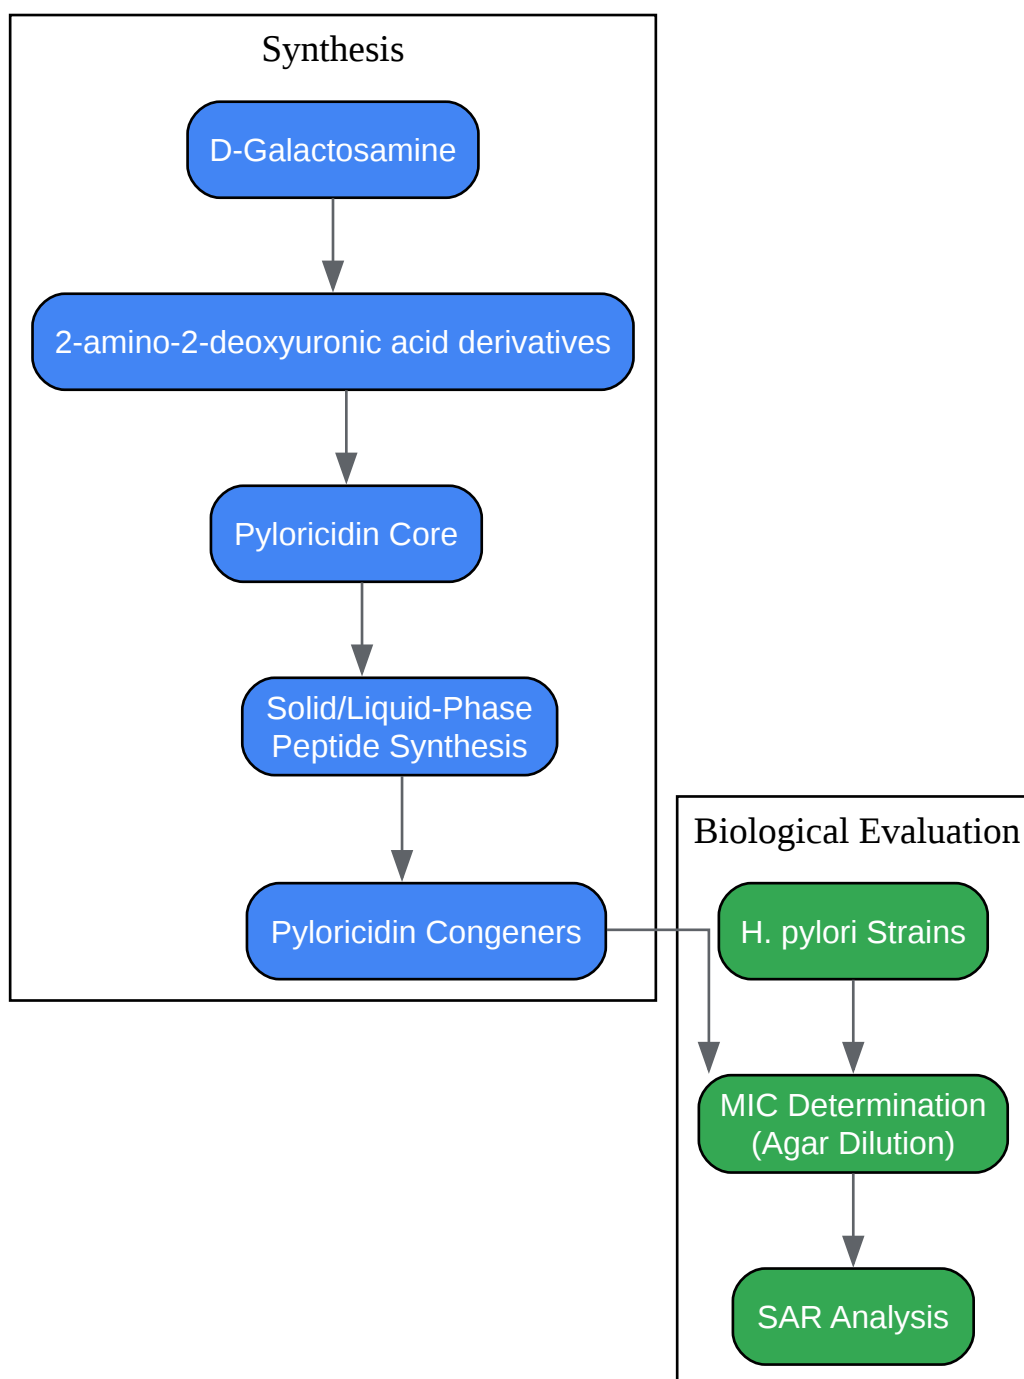 Synthesis
D-Galactosamine
2-amino-2-deoxyuronic acid derivatives
Pyloricidin Core
Solid/Liquid-Phase
Peptide Synthesis
Pyloricidin Congeners
Biological Evaluation
H. pylori Strains
MIC Determination
(Agar Dilution)
SAR Analysis